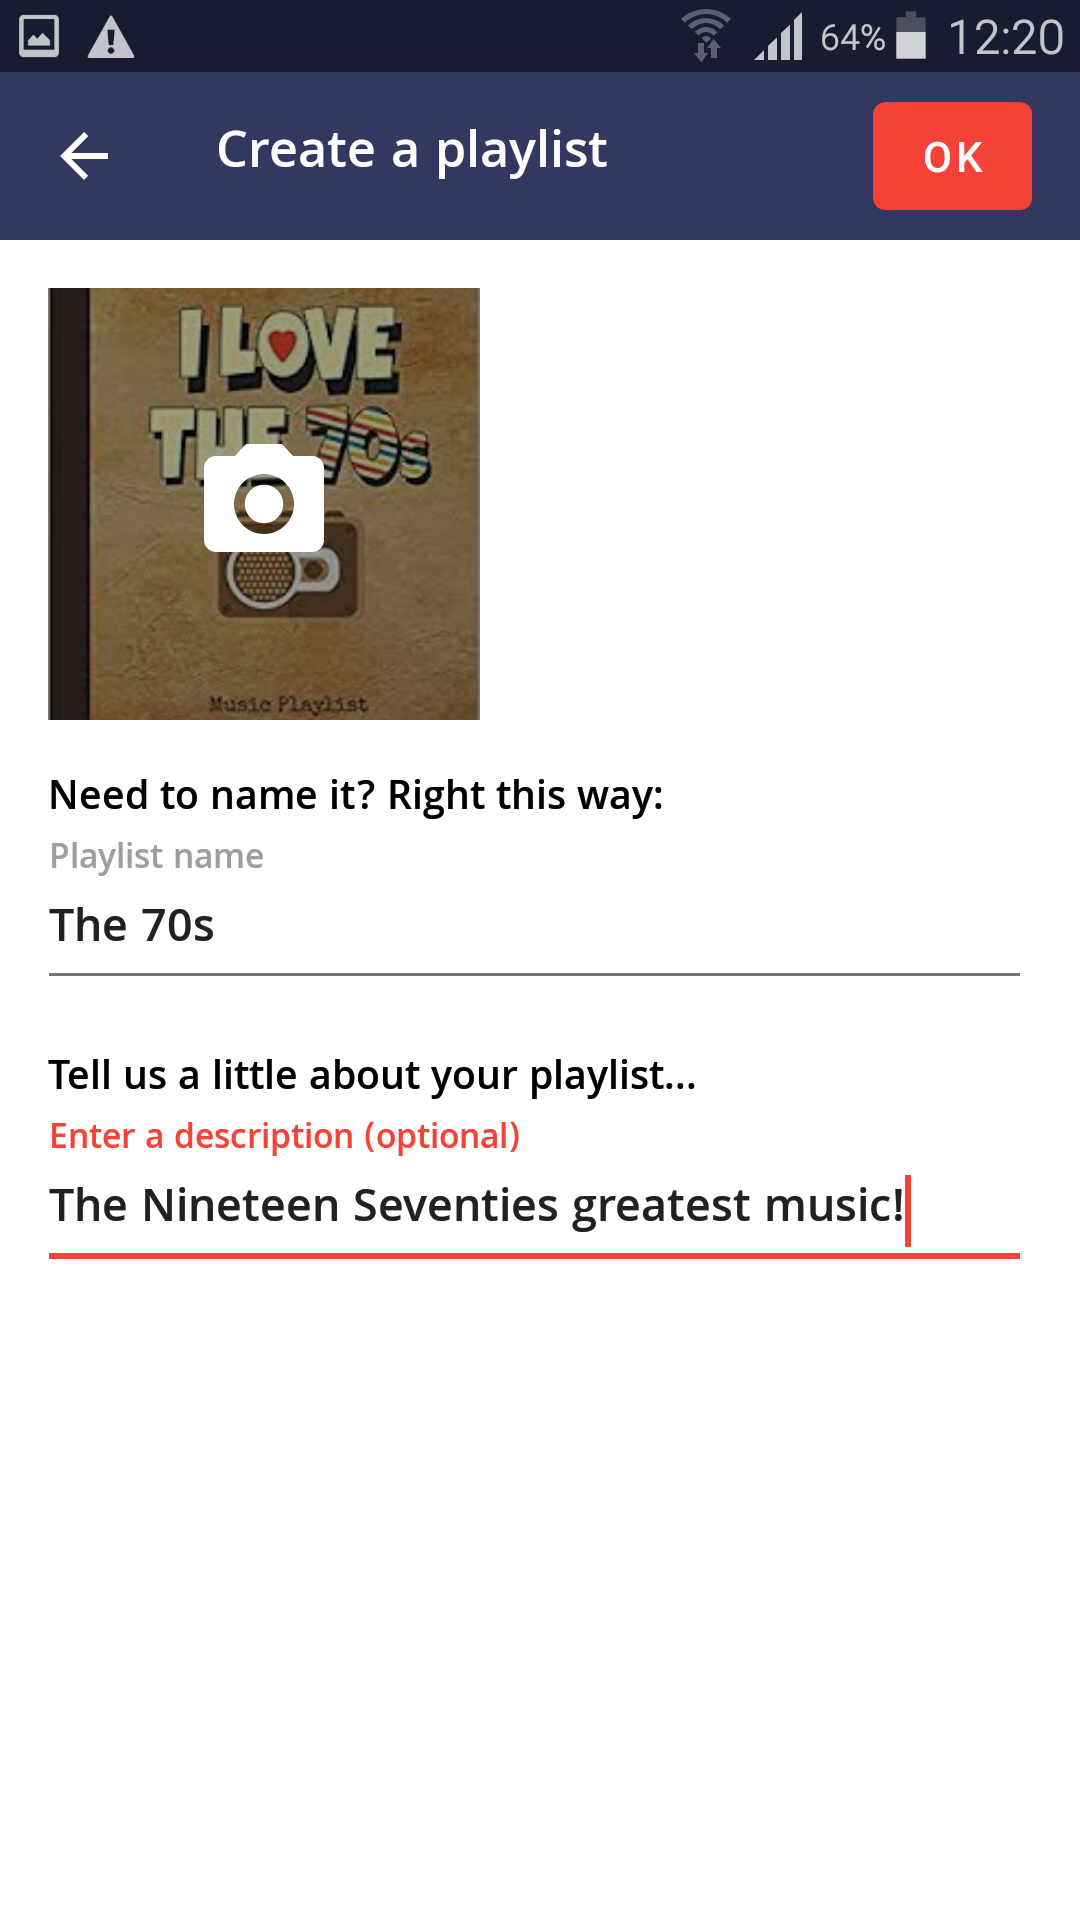 64% 12:20
Create a playlist
OK
I LOVE
THE 70s
Music Playlist
Need to name it? Right this way:
Playlist name
The 70s
Tell us a little about your playlist...
Enter a description (optional)
The Nineteen Seventies greatest music!